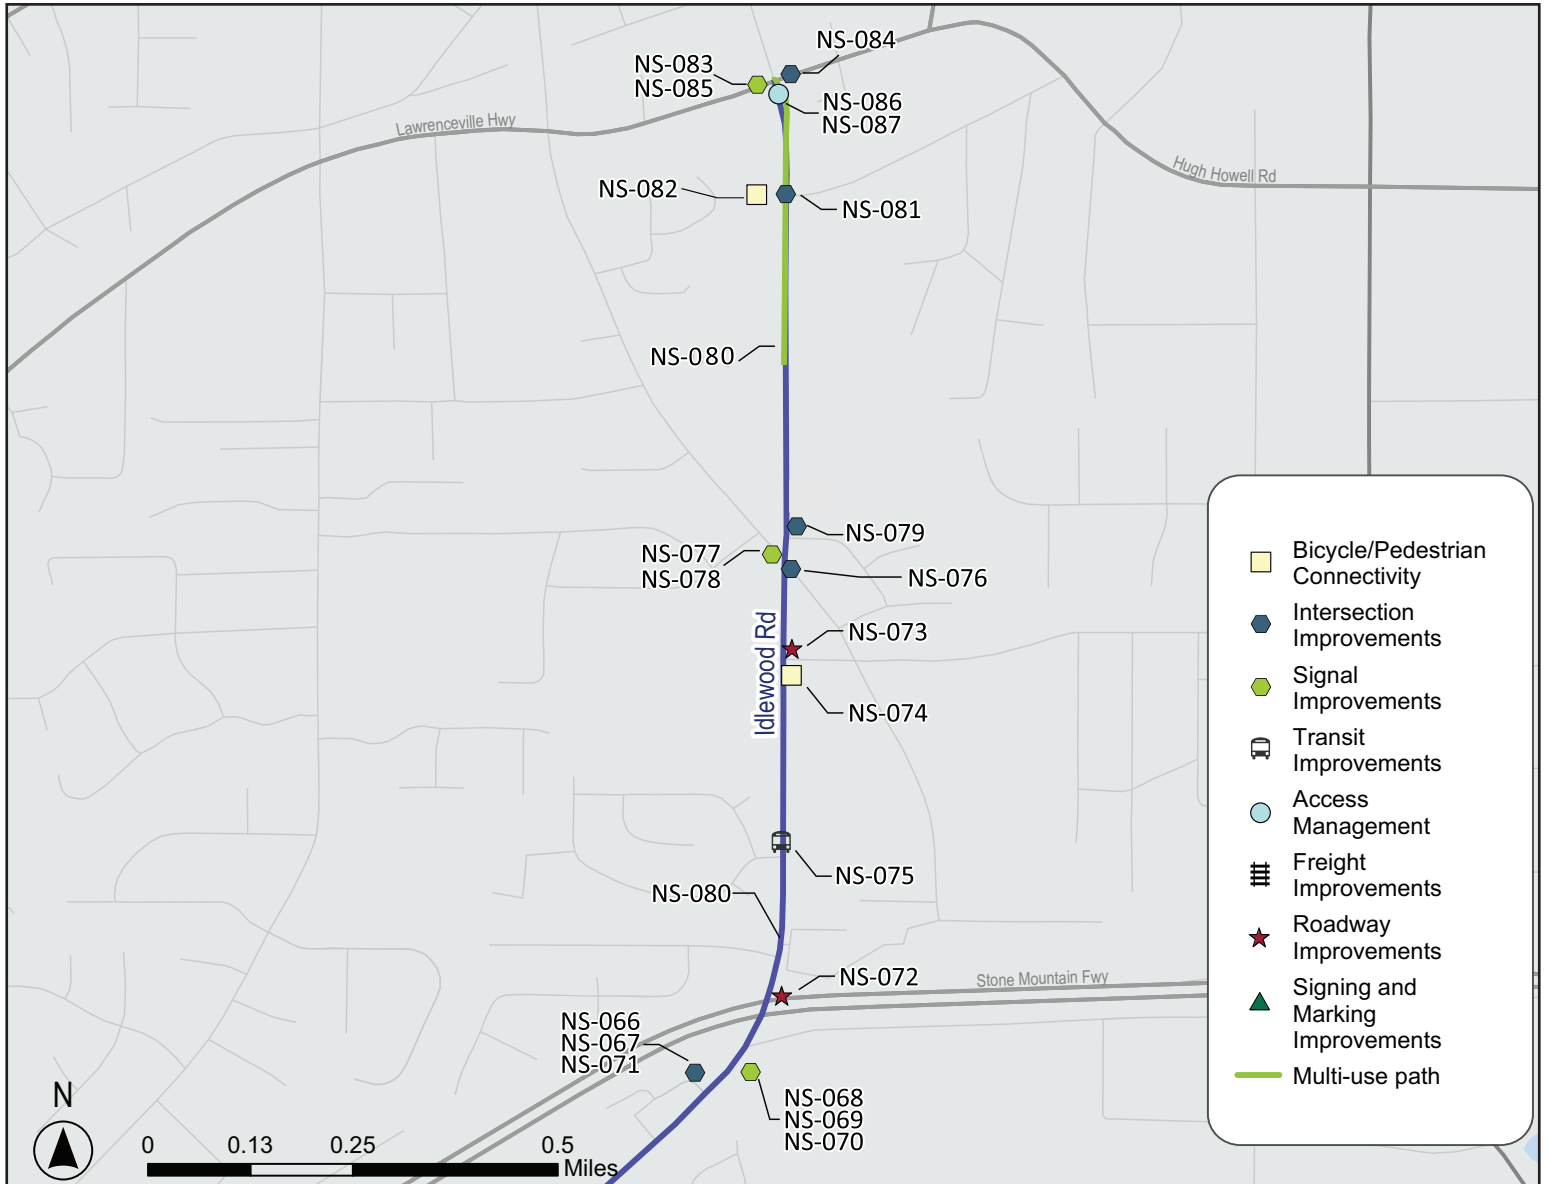 NS-084
NS-083
NS-085
NS-086
NS-087
Lawrenceville Hwy
Hugh Howell Rd
NS-082
NS-081
NS-080
NS-079
NS-077
NS-078
NS-076
Idlewood Rd
NS-073
NS-074
NS-075
NS-080
NS-072
Stone Mountain Fwy
NS-066
NS-067
NS-071
NS-068
NS-069
NS-070
N
0 0.13 0.25 0.5
Miles
Bicycle/Pedestrian
Connectivity
Intersection
Improvements
Signal
Improvements
Transit
Improvements
Access
Management
Freight
Improvements
Roadway
Improvements
Signing and
Marking
Improvements
Multi-use path